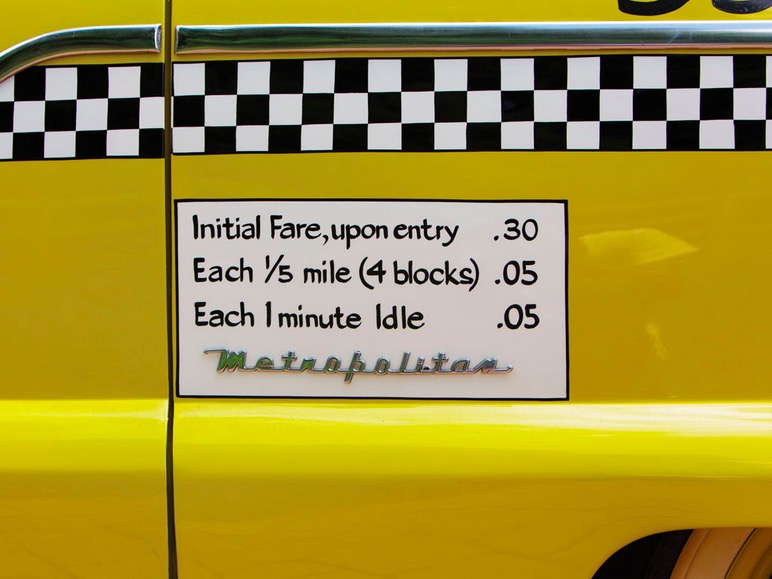 Initial Fare, upon entry .30
Each 1/5 mile (4 blocks) .05
Each 1 minute Idle .05
Metropolitan